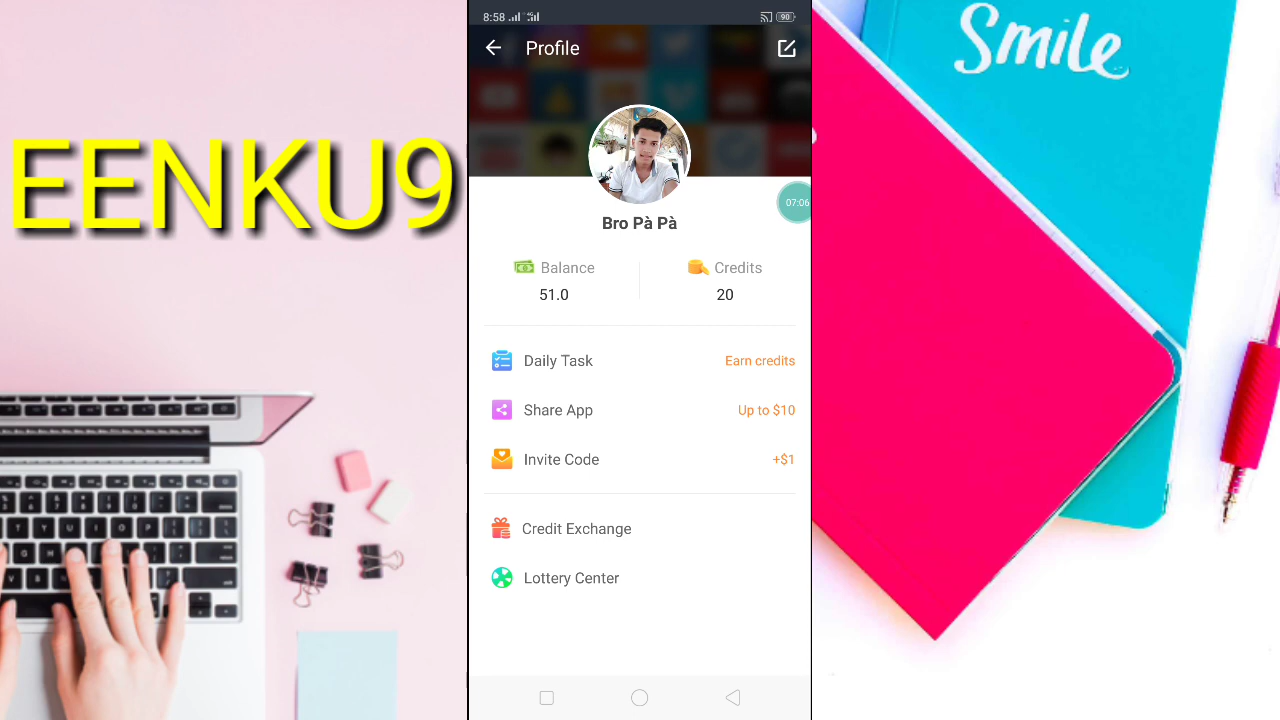 EENKU9
8:58
90
Profile
07:06
Bro Pà Pà
Balance
Credits
51.0
20
Daily Task
Earn credits
Share App
Up to $10
Invite Code
+$1
Credit Exchange
Lottery Center
Smile